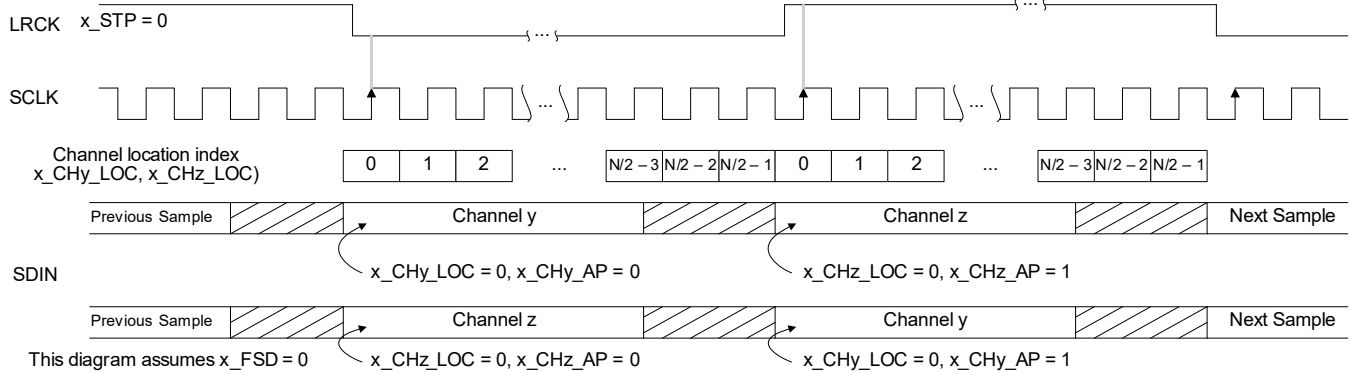 LRCK x_STP = 0
...
...
SCLK
...
...
Channel location index
x_CHy_LOC, x_CHz_LOC)
0 1 2 ... N/2 – 3 N/2 – 2 N/2 – 1 0 1 2 ... N/2 – 3 N/2 – 2 N/2 – 1
Previous Sample Channel y Channel z Next Sample
x_CHy_LOC = 0, x_CHy_AP = 0 x_CHz_LOC = 0, x_CHz_AP = 1
SDIN
Previous Sample Channel z Channel y Next Sample
This diagram assumes x_FSD = 0 x_CHz_LOC = 0, x_CHz_AP = 0 x_CHy_LOC = 0, x_CHy_AP = 1